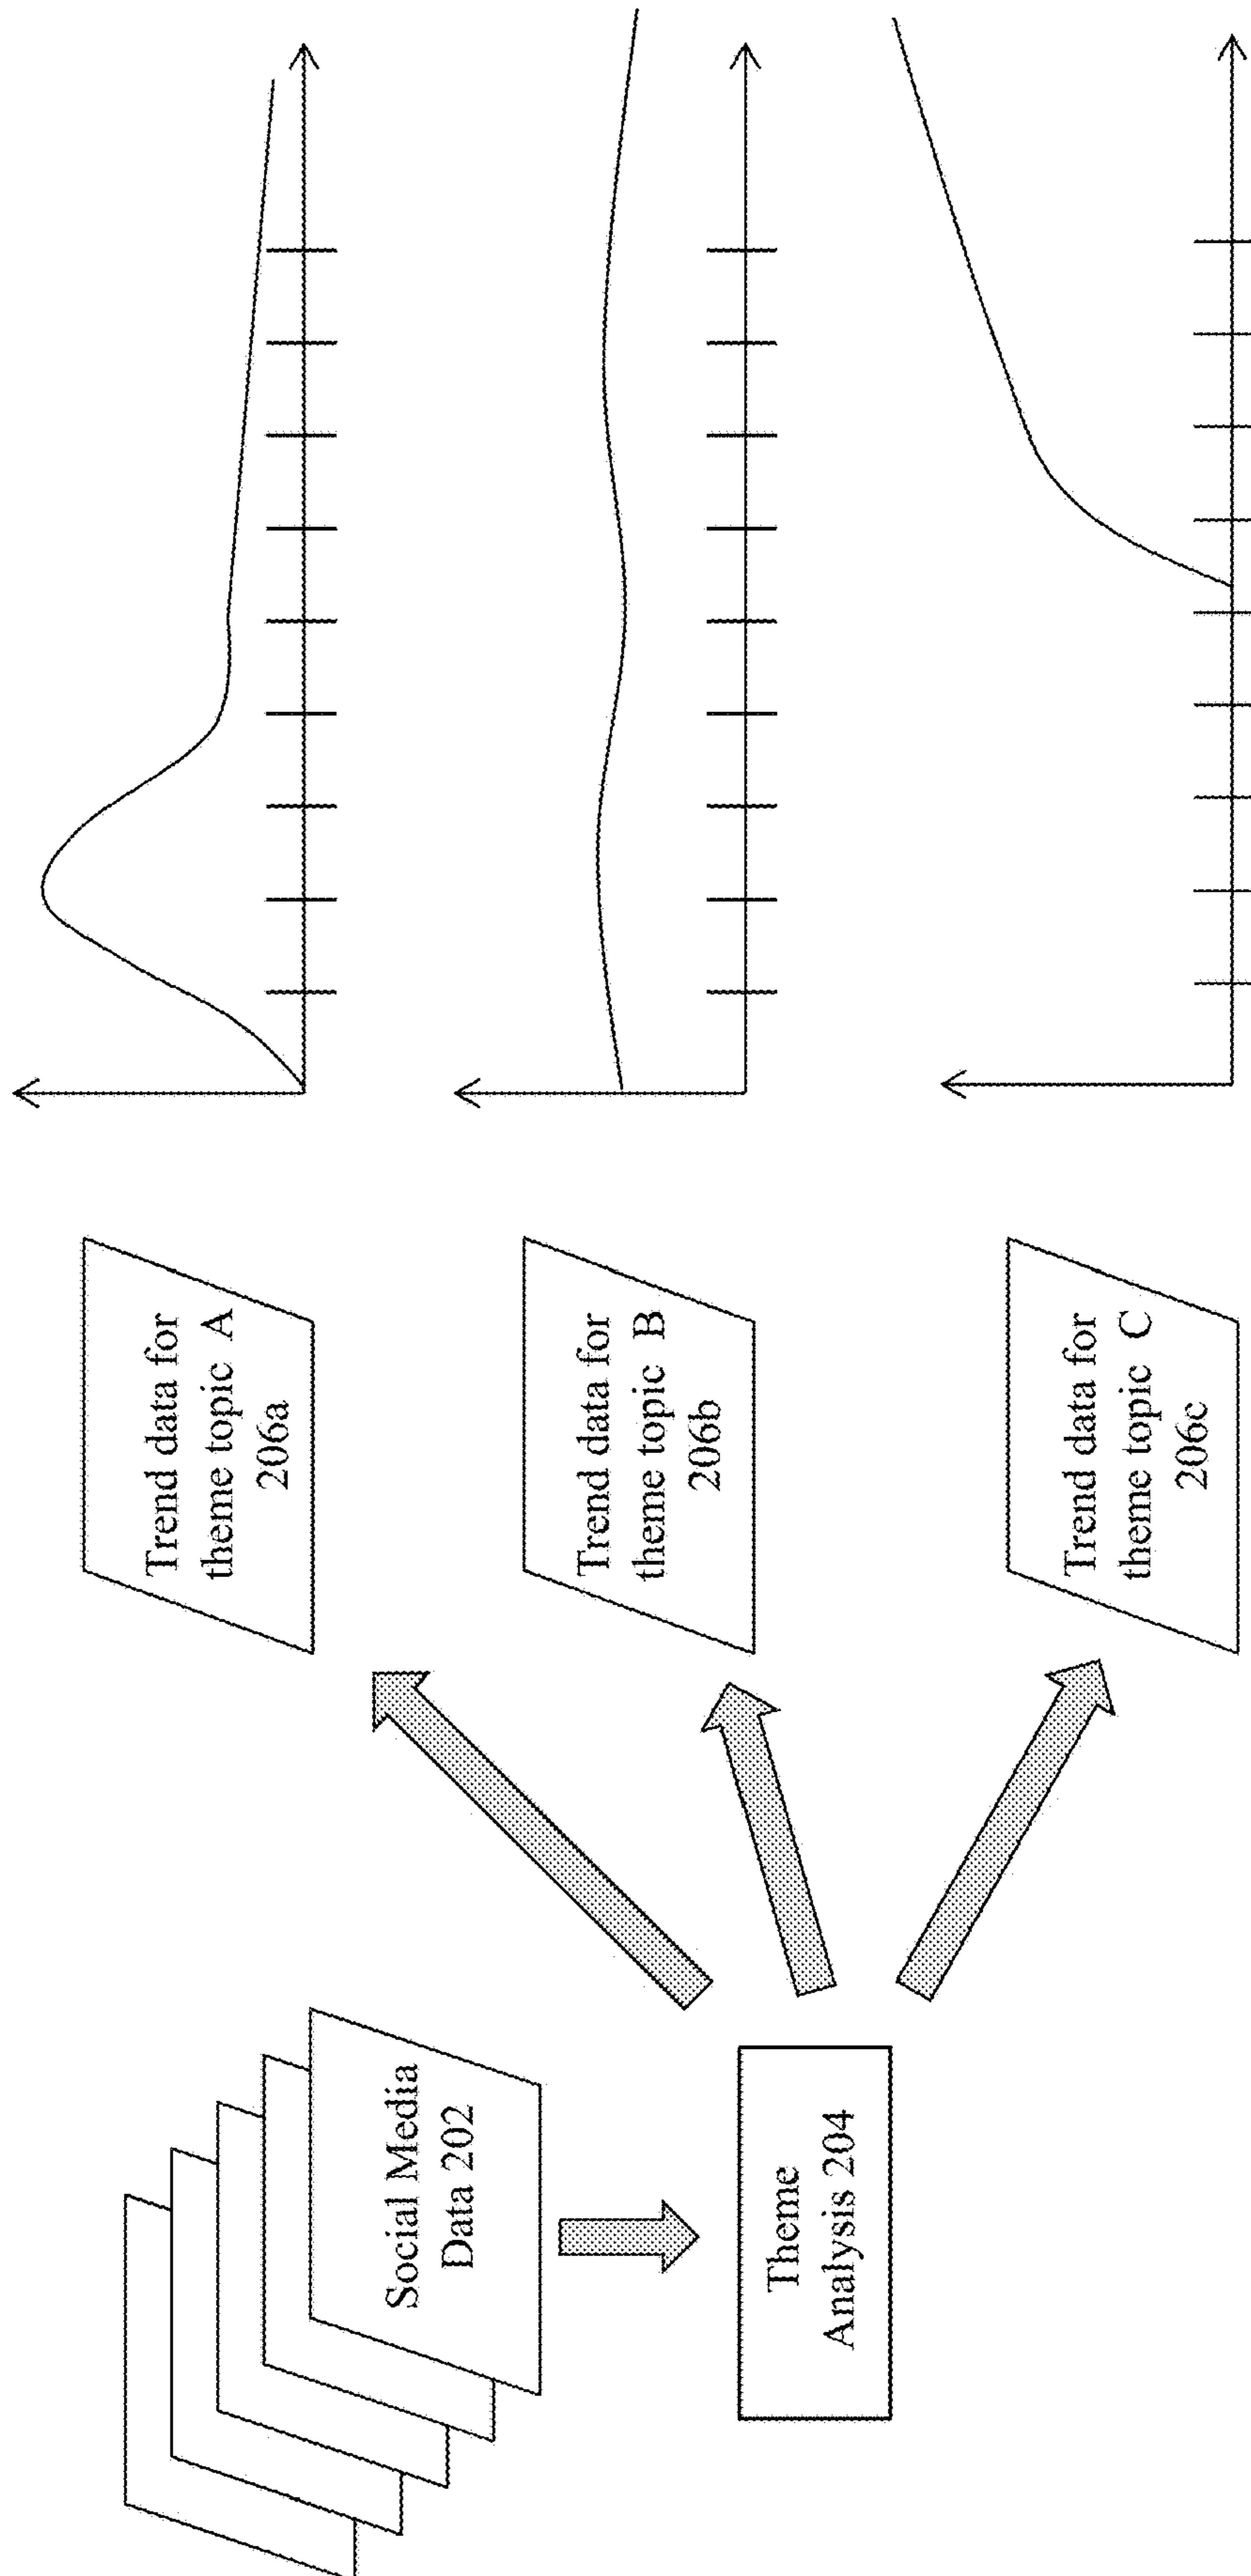 Social Media
Data 202
Theme
Analysis 204
Trend data for
theme topic A
206a
Trend data for
theme topic B
206b
Trend data for
theme topic C
206c